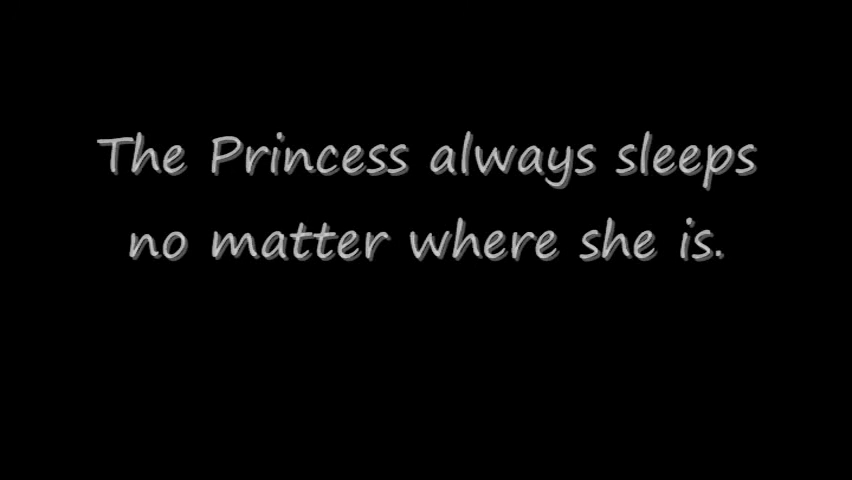 The Princess always sleeps
no matter where she is.